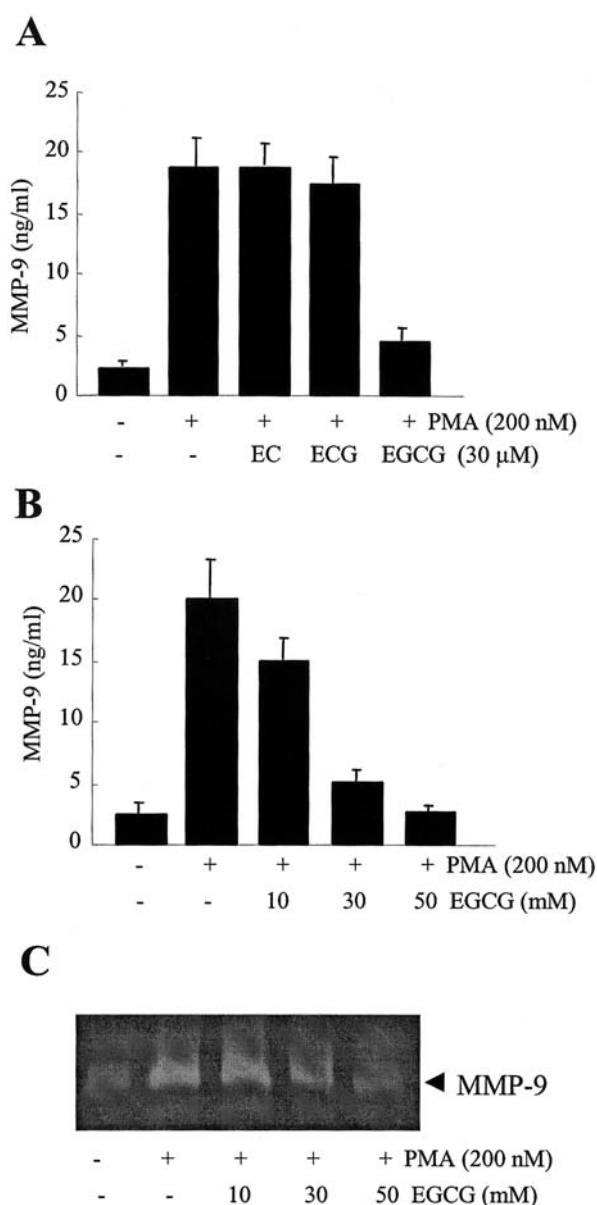 A
MMP-9 (ng/ml)
25
20
15
10
5
0
- + + + + PMA (200 nM)
- - EC ECG EGCG (30 μM)
B
MMP-9 (ng/ml)
25
20
15
10
5
0
- + + + + PMA (200 nM)
- - 10 30 50 EGCG (mM)
C
◄ MMP-9
- + + + + PMA (200 nM)
- - 10 30 50 EGCG (mM)